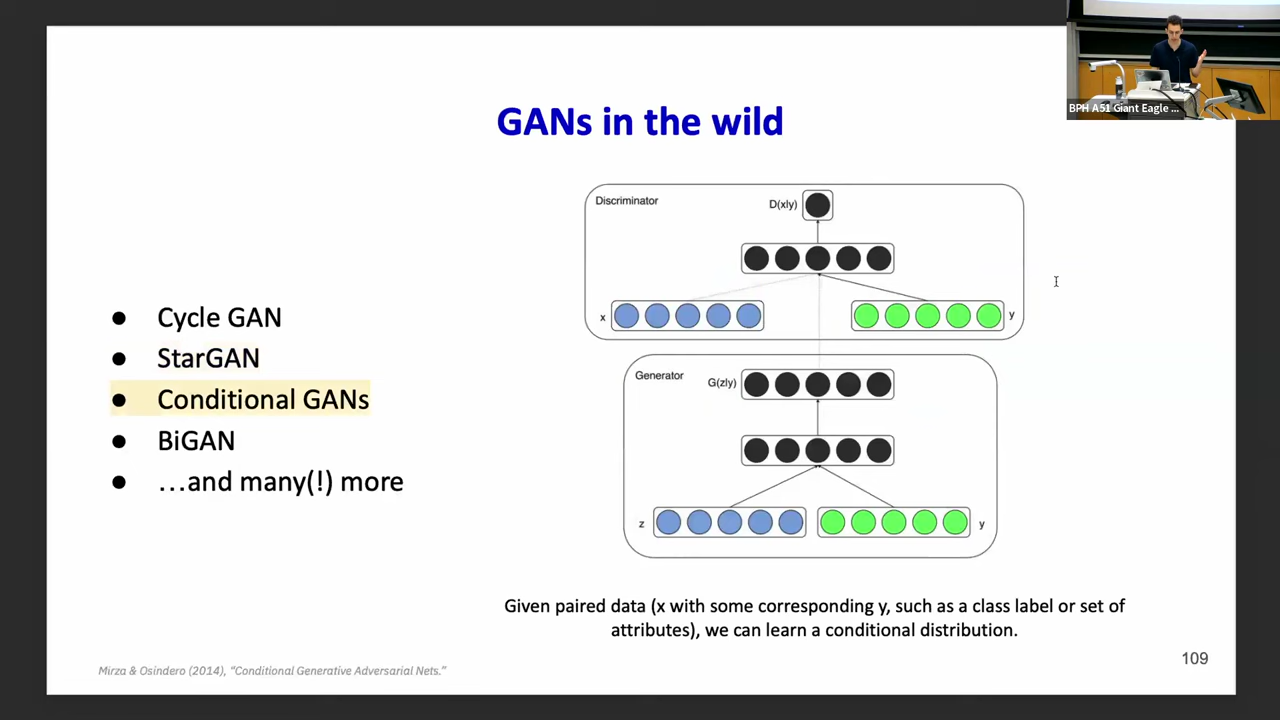 BPH A51 Giant Eagle ...
GANs in the wild
Discriminator
D(x|y)
x
y
Generator
G(z|y)
z
y
● Cycle GAN
● StarGAN
● Conditional GANs
● BiGAN
● …and many(!) more
Given paired data (x with some corresponding y, such as a class label or set of
attributes), we can learn a conditional distribution.
Mirza & Osindero (2014), “Conditional Generative Adversarial Nets.”
109